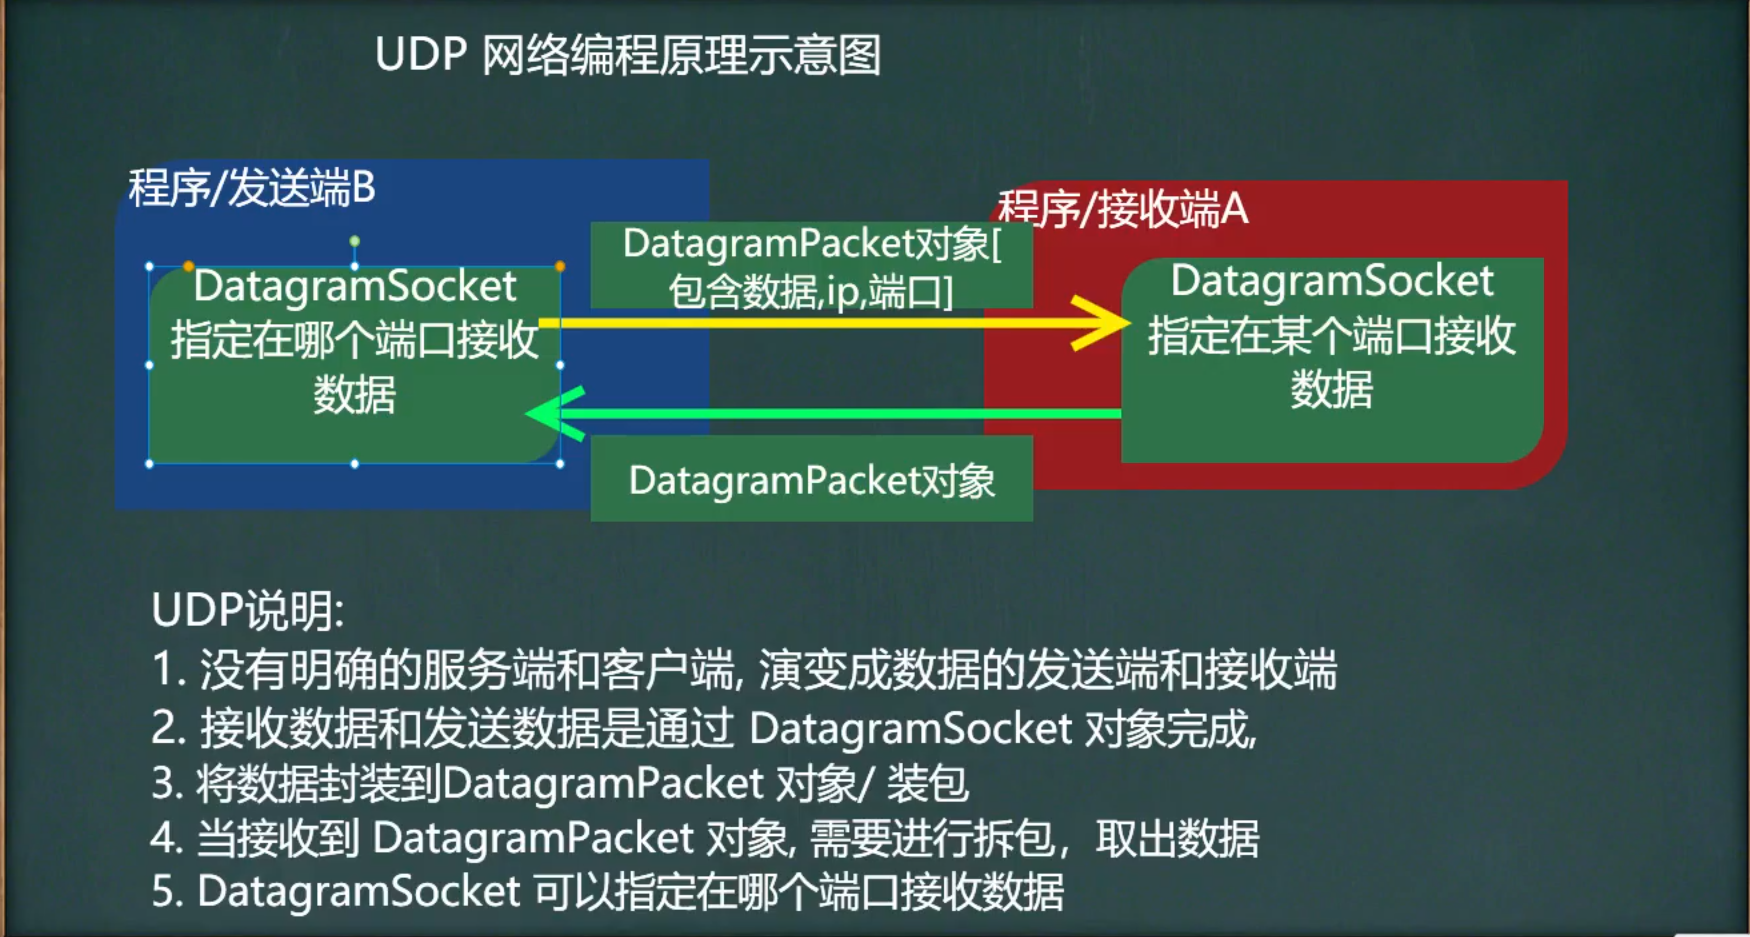 UDP 网络编程原理示意图
程序/发送端B
DatagramSocket
指定在哪个端口接收
数据
DatagramPacket对象[
包含数据,ip,端口]
程序/接收端A
DatagramSocket
指定在某个端口接收
数据
DatagramPacket对象
UDP说明:
1. 没有明确的服务端和客户端, 演变成数据的发送端和接收端
2. 接收数据和发送数据是通过 DatagramSocket 对象完成,
3. 将数据封装到DatagramPacket 对象/ 装包
4. 当接收到 DatagramPacket 对象, 需要进行拆包，取出数据
5. DatagramSocket 可以指定在哪个端口接收数据